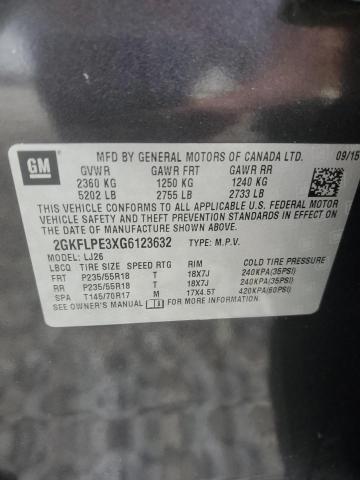 GM
MFD BY GENERAL MOTORS OF CANADA LTD. 09/15
GVWR GAWR FRT GAWR RR
2360 KG 1250 KG 1240 KG
5202 LB 2755 LB 2733 LB
THIS VEHICLE CONFORMS TO ALL APPLICABLE U.S. FEDERAL MOTOR
VEHICLE SAFETY, BUMPER, AND THEFT PREVENTION STANDARDS IN EFFECT ON
THE DATE OF MANUFACTURE SHOWN ABOVE.
2GKFLPE3XG6123632 TYPE: M.P.V.
MODEL: LJ26
LBCQ TIRE SIZE SPEED RTG RIM COLD TIRE PRESSURE
FRT P235/55R18 T 18X7J 240KPA(35PSI)
RR P235/55R18 T 18X7J 240KPA(35PSI)
SPA T145/70R17 M 17X4.5T 420KPA(60PSI)
SEE OWNER'S MANUAL FOR MORE INFORMATION.